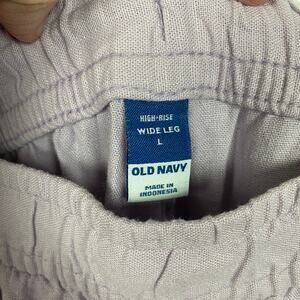 HIGH-RISE
WIDE LEG
L
OLD NAVY
MADE IN
INDONESIA